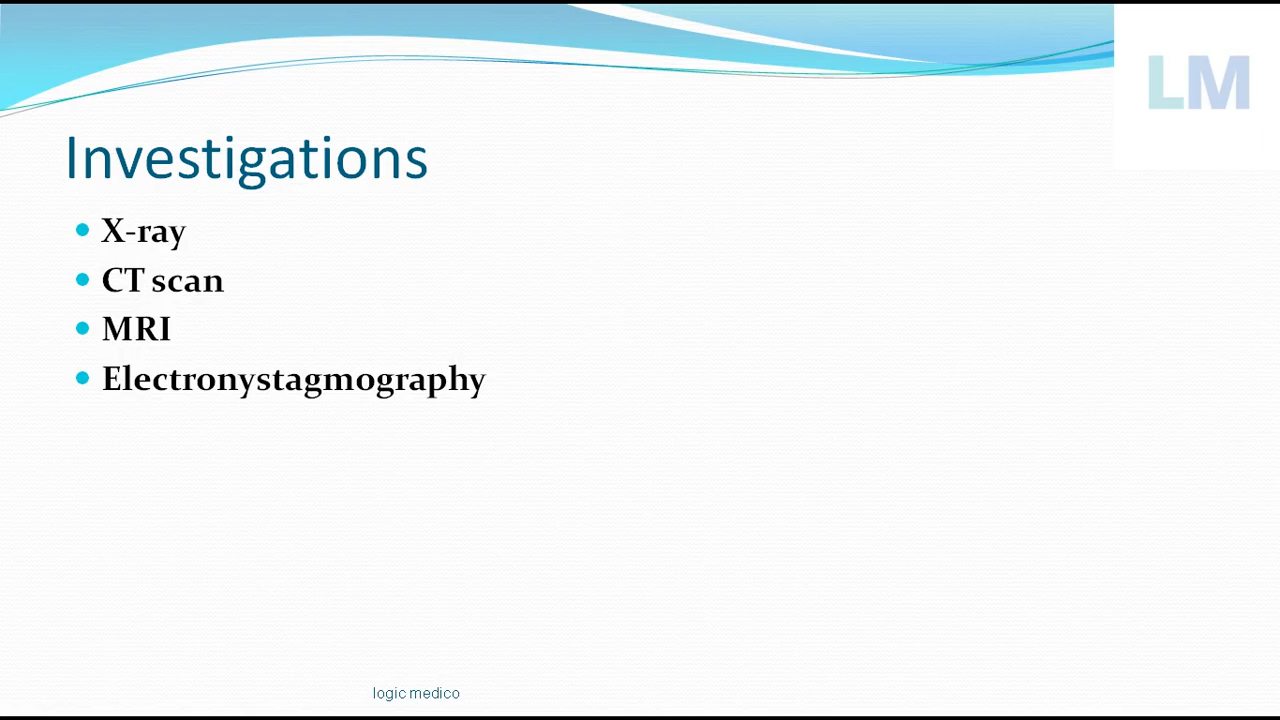 LM
Investigations
X-ray
CT scan
MRI
Electronystagmography
logic medico